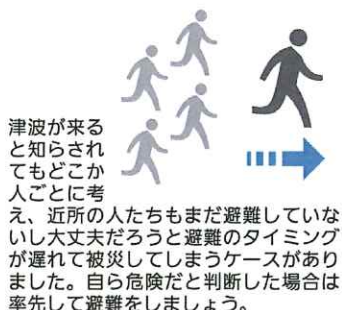 津波が来る
と知らされ
てもどこか
人ごとに考
え、近所の人たちもまだ避難していな
いし大丈夫だろうと避難のタイミング
が遅れて被災してしまうケースがあり
ました。自ら危険だと判断した場合は
率先して避難をしましょう。